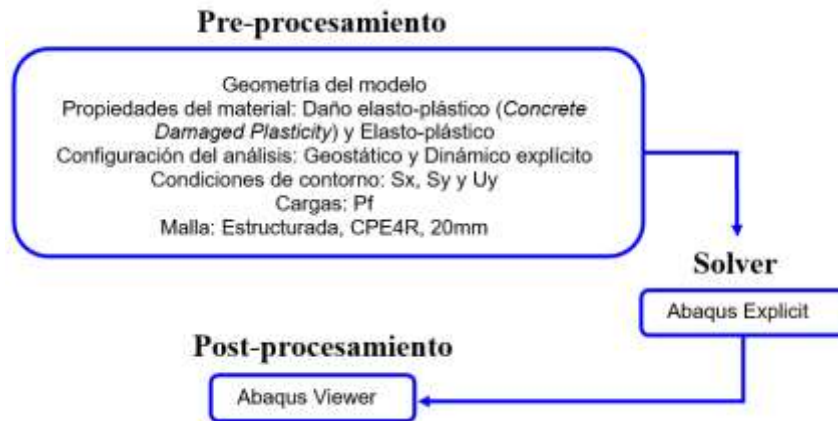 Pre-procesamiento
Geometría del modelo
Propiedades del material: Daño elasto-plástico (Concrete
Damaged Plasticity) y Elasto-plástico
Configuración del análisis: Geostático y Dinámico explícito
Condiciones de contorno: Sx, Sy y Uy
Cargas: Pf
Malla: Estructurada, CPE4R, 20mm
Solver
Abaqus Explicit
Post-procesamiento
Abaqus Viewer